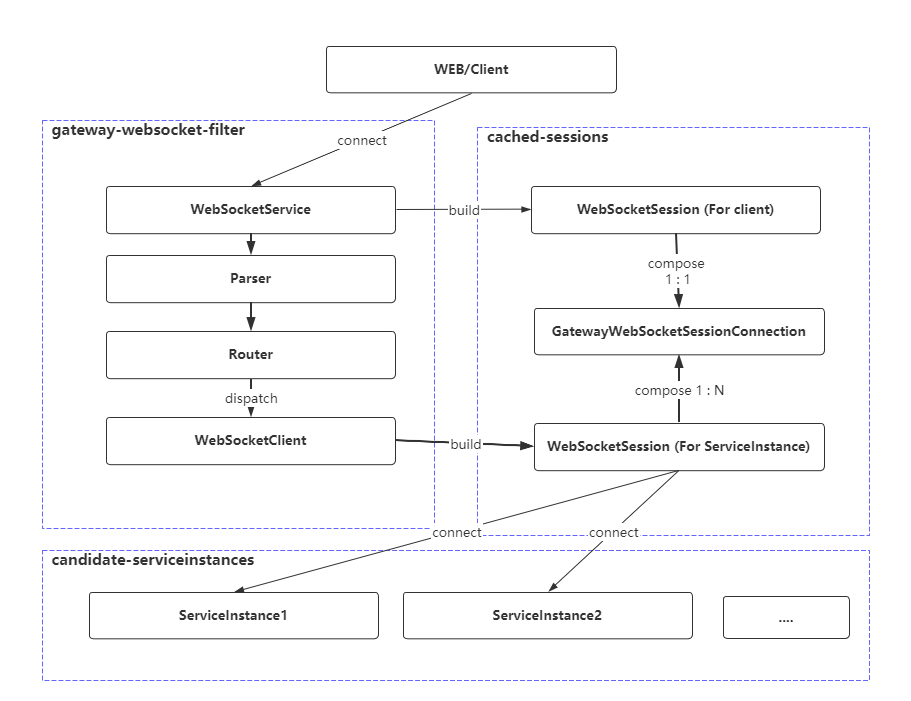 WEB/Client
gateway-websocket-filter
connect
cached-sessions
WebSocketService
build
WebSocketSession (For client)
Parser
compose
1 : 1
GatewayWebSocketSessionConnection
Router
dispatch
compose 1 : N
WebSocketClient
build
WebSocketSession (For ServiceInstance)
connect
connect
candidate-serviceinstances
ServiceInstance1
ServiceInstance2
....